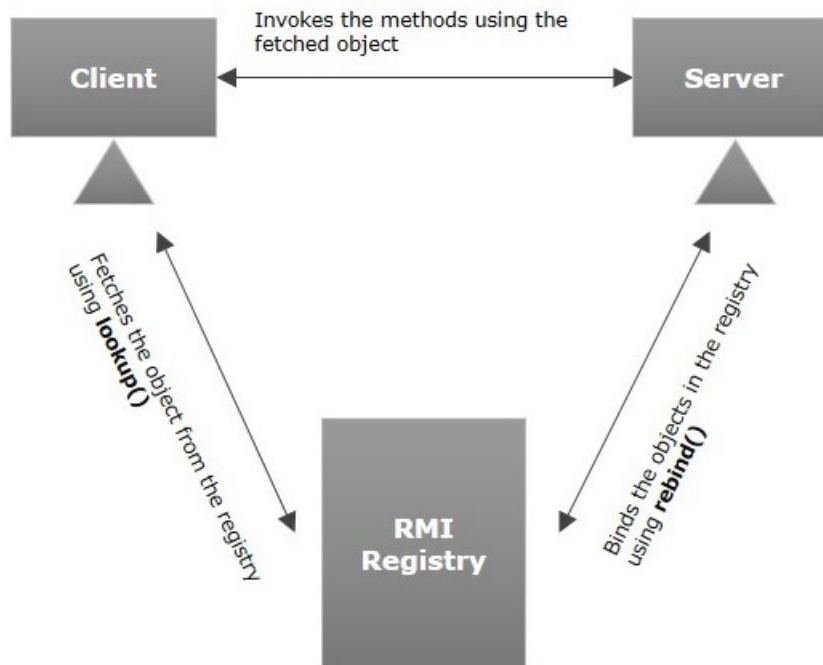 Invokes the methods using the
fetched object
Client
Server
Fetches the object from the registry
using lookup()
Binds the objects in the registry
using rebind()
RMI
Registry